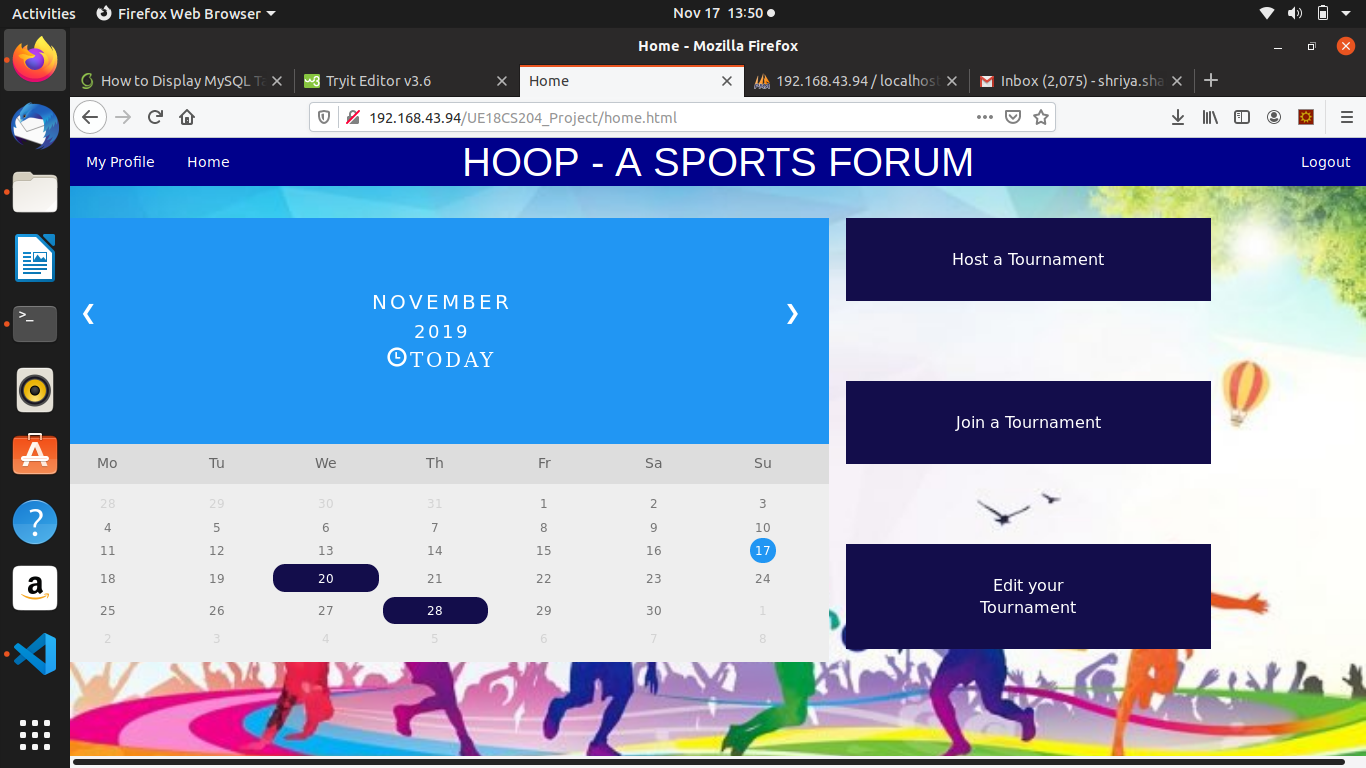 Activities Firefox Web Browser Nov 17 13:50
Home - Mozilla Firefox
How to Display MySQL Ta Tryit Editor v3.6 Home 192.168.43.94 / localhost Inbox (2,075) - shriya.sha
192.168.43.94/UE18CS204_Project/home.html
My Profile Home HOOP - A SPORTS FORUM Logout
❮ NOVEMBER ❯
2019
TODAY
Mo Tu We Th Fr Sa Su
28 29 30 31 1 2 3
4 5 6 7 8 9 10
11 12 13 14 15 16 17
18 19 20 21 22 23 24
25 26 27 28 29 30 1
2 3 4 5 6 7 8
Host a Tournament
Join a Tournament
Edit your
Tournament